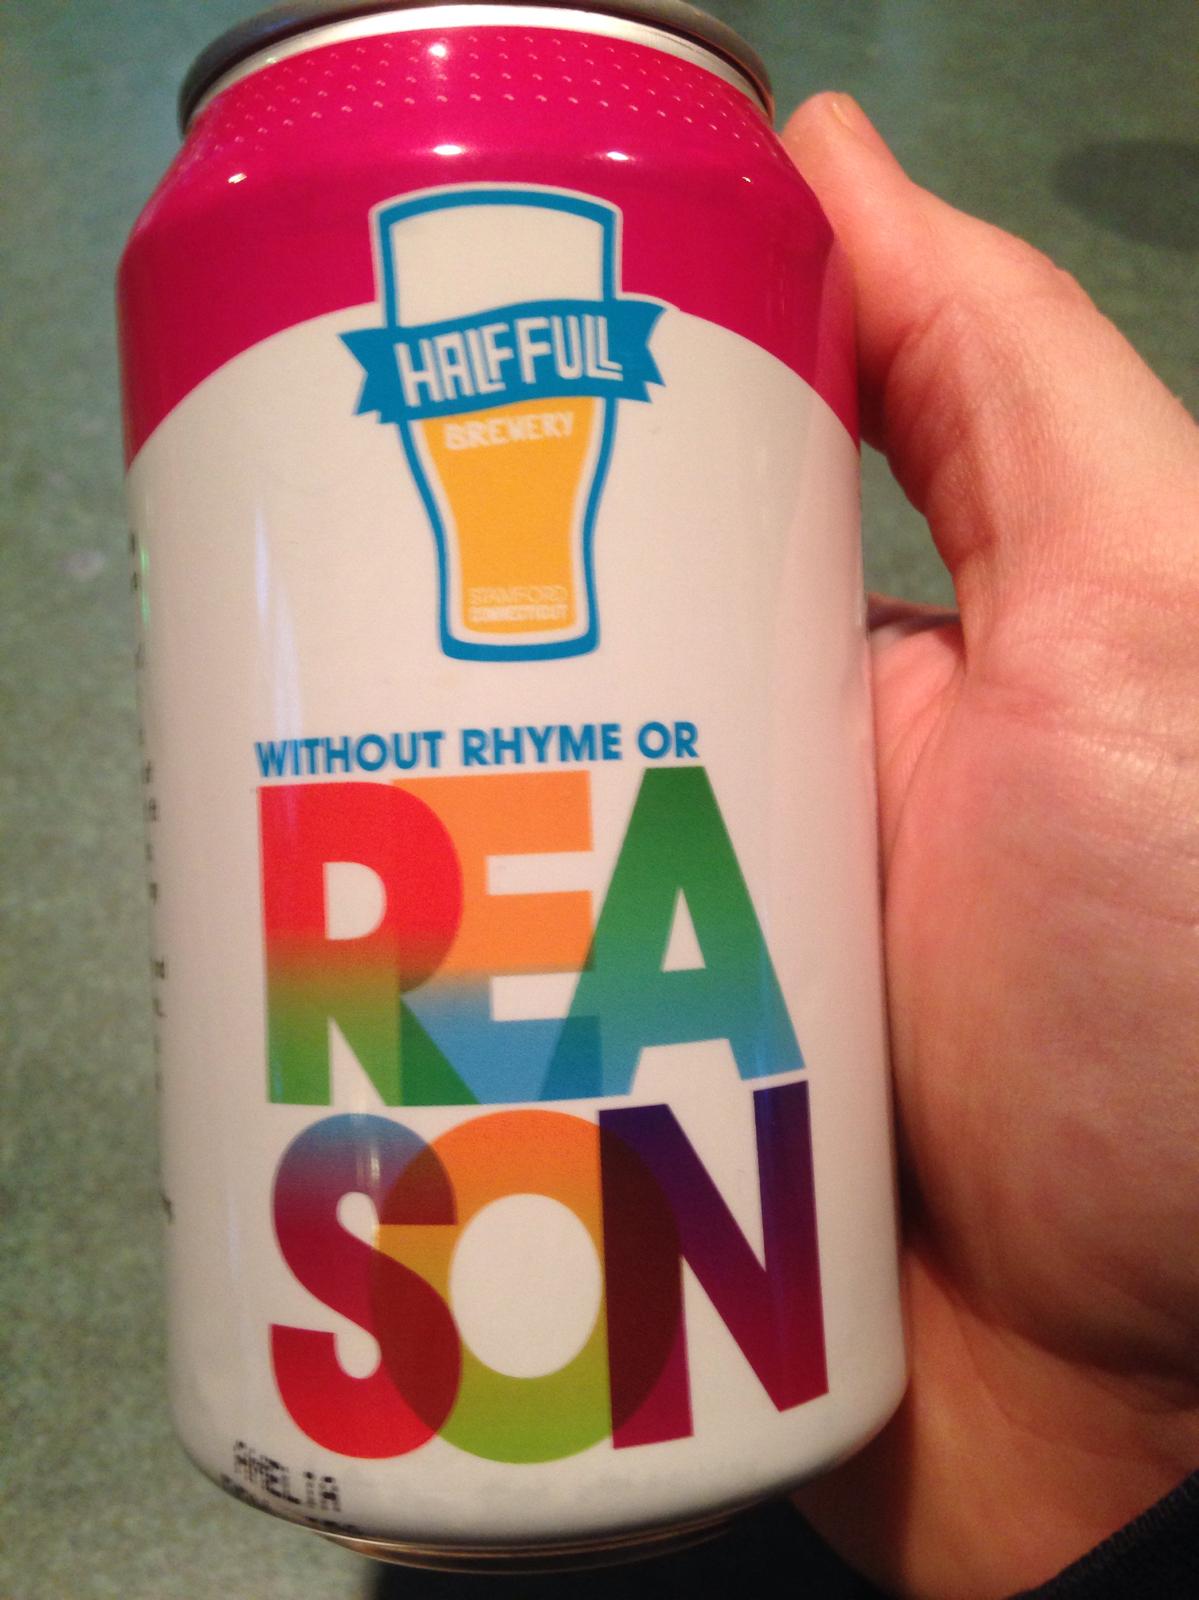 HALF FULL
BREWERY
STAMFORD
CONNECTICUT
WITHOUT RHYME OR
REA
SON
AMELIA